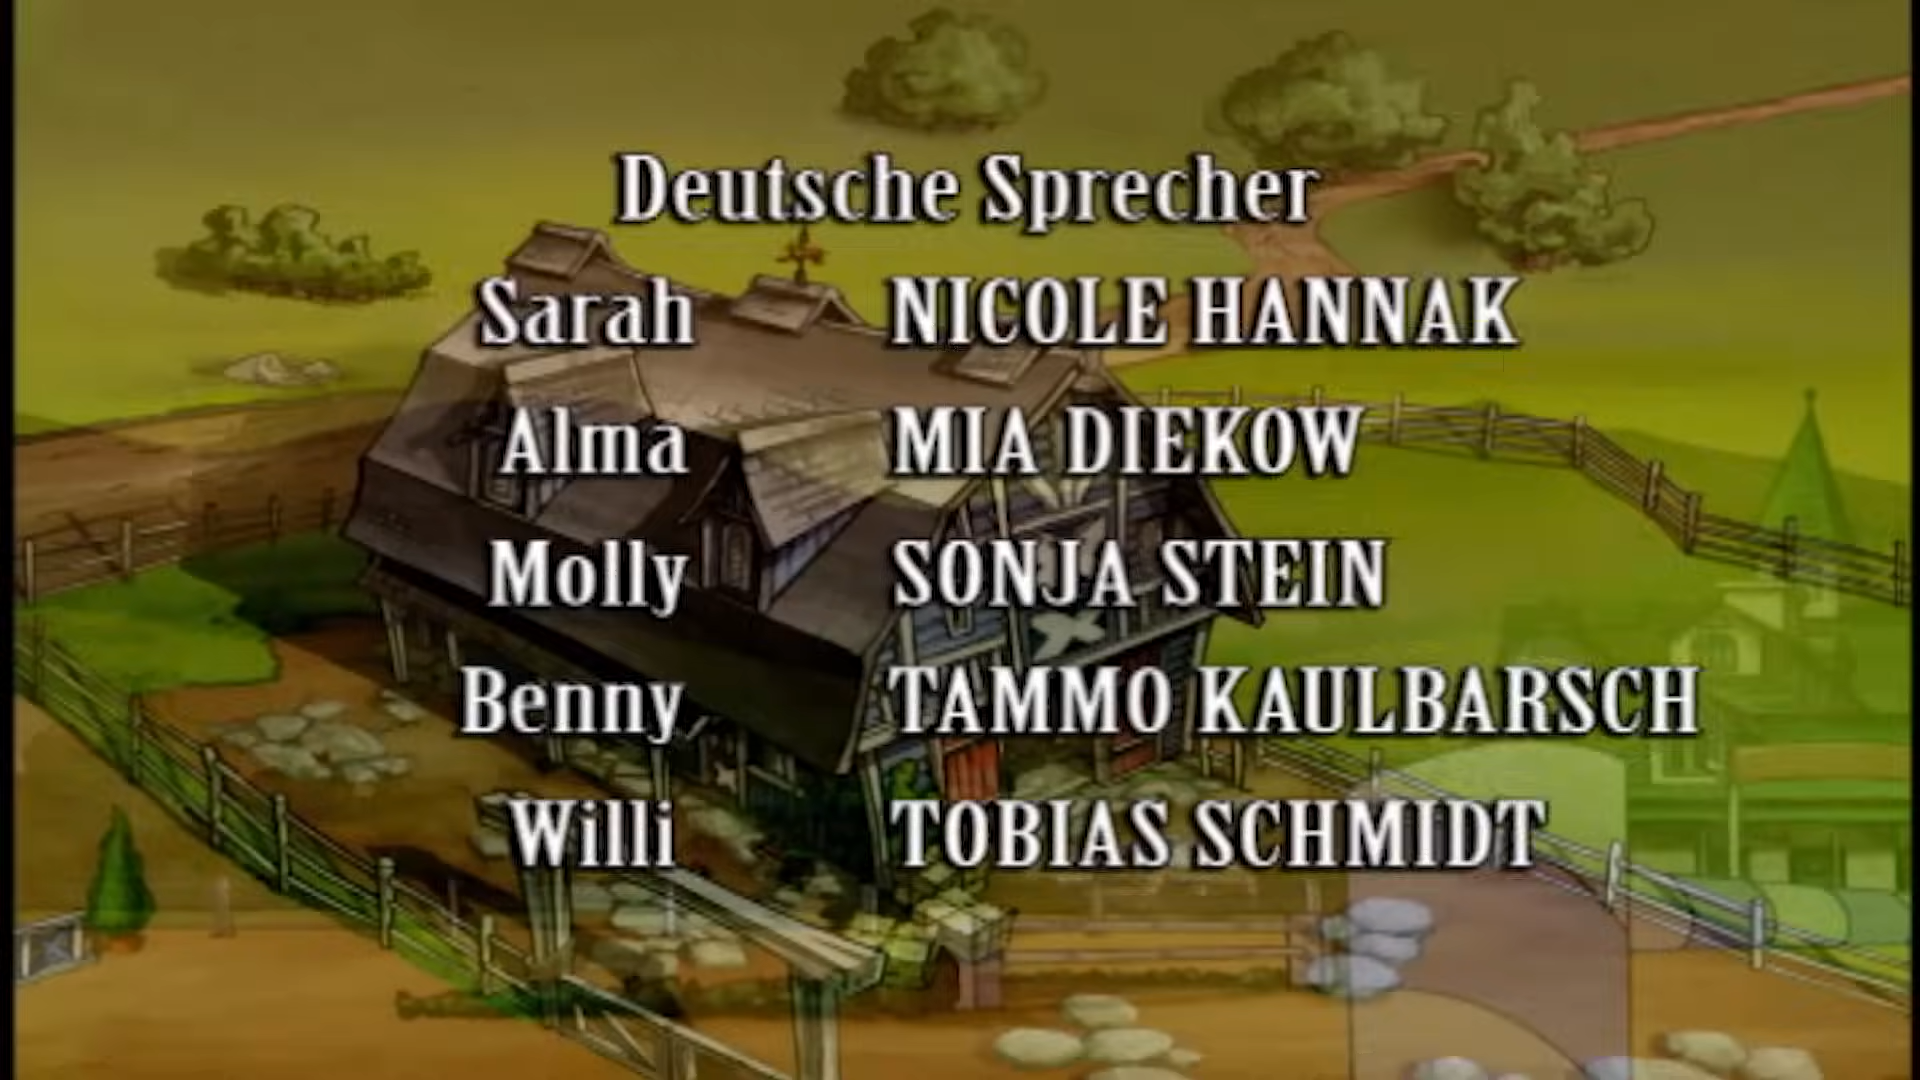 Deutsche Sprecher
Sarah NICOLE HANNAK
Alma MIA DIEKOW
Molly SONJA STEIN
Benny TAMMO KAULBARSCH
Willi TOBIAS SCHMIDT